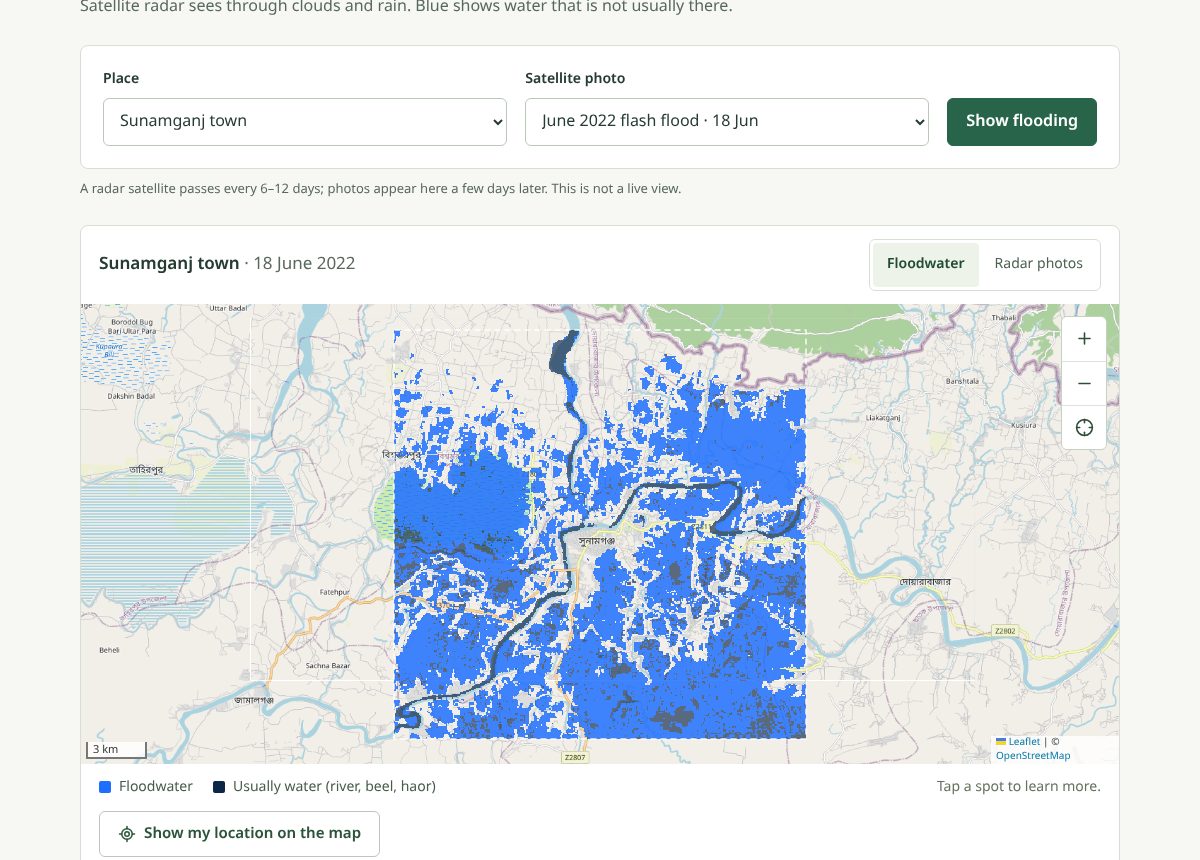 Satellite radar sees through clouds and rain. Blue shows water that is not usually there.
Place
Satellite photo
Sunamganj town
June 2022 flash flood · 18 Jun
Show flooding
A radar satellite passes every 6–12 days; photos appear here a few days later. This is not a live view.
Sunamganj town · 18 June 2022
Floodwater
Radar photos
Uttar Badal
Thabali
Borodol Bug
Bari Uttar Para
+
−
Dakshin Badal
Banshtala
Liakatganj
Kusiura
তাহিরপুর
সুনামগঞ্জ
দোয়ারাবাজার
Fatehpur
Z2802
Beheli
Sachna Bazar
জামালগঞ্জ
3 km
Z2807
Leaflet | ©
OpenStreetMap
Floodwater
Usually water (river, beel, haor)
Tap a spot to learn more.
Show my location on the map